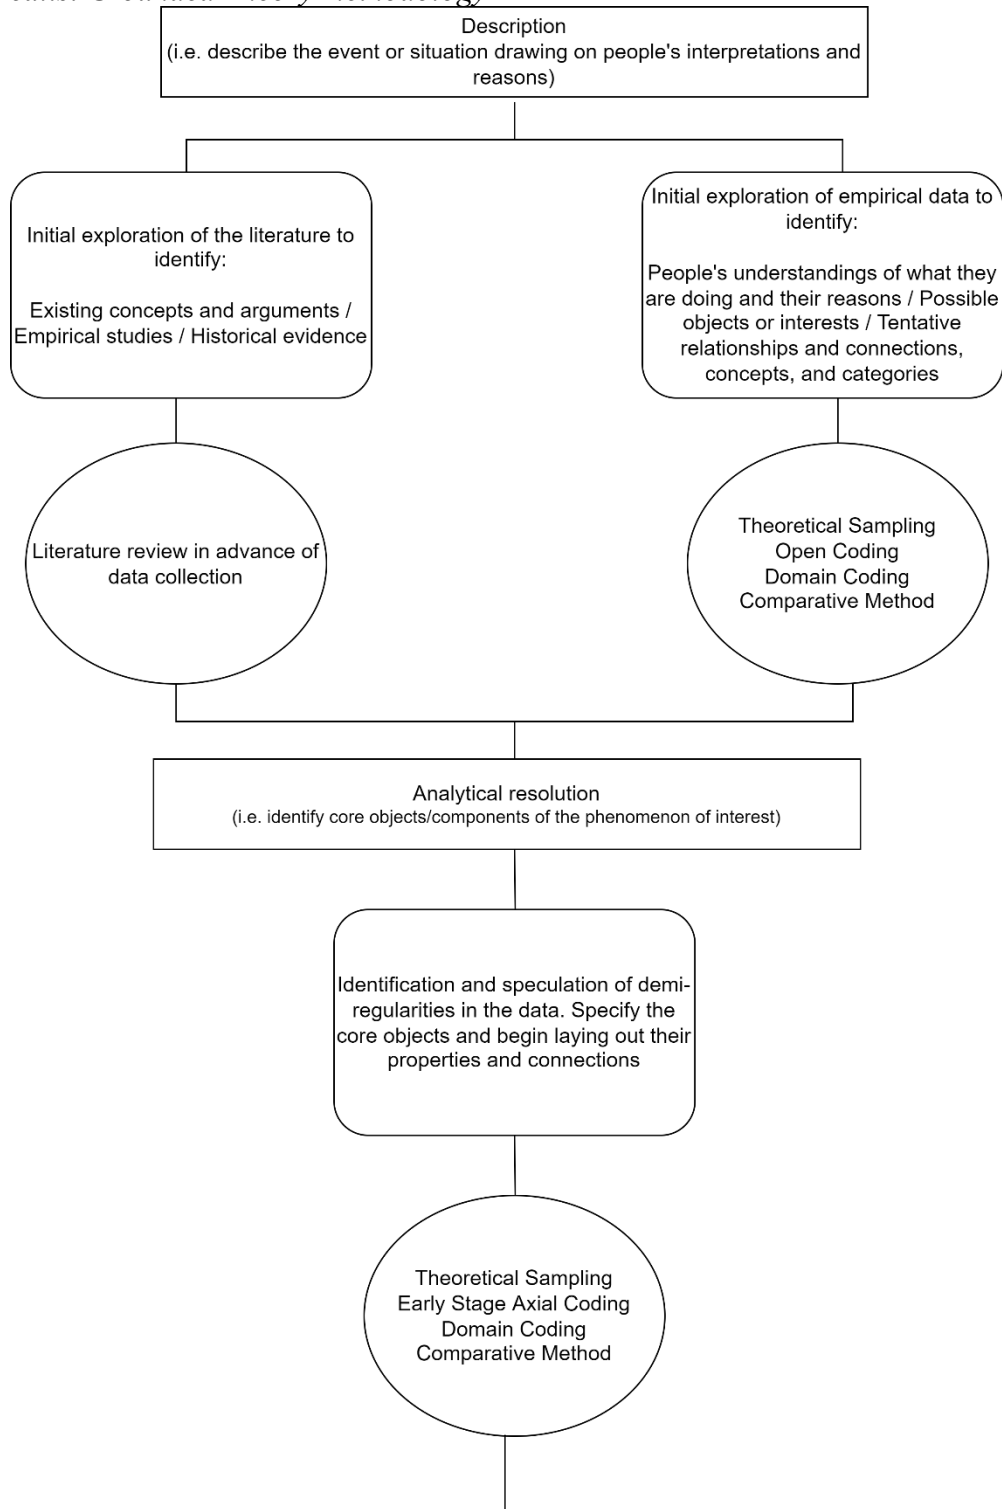 Grounded Theory Methodology
Description
(i.e. describe the event or situation drawing on people's interpretations and
reasons)
Initial exploration of the literature to
identify:
Existing concepts and arguments /
Empirical studies / Historical evidence
Initial exploration of empirical data to
identify:
People's understandings of what they
are doing and their reasons / Possible
objects or interests / Tentative
relationships and connections,
concepts, and categories
Literature review in advance of
data collection
Theoretical Sampling
Open Coding
Domain Coding
Comparative Method
Analytical resolution
(i.e. identify core objects/components of the phenomenon of interest)
Identification and speculation of demi-
regularities in the data. Specify the
core objects and begin laying out their
properties and connections
Theoretical Sampling
Early Stage Axial Coding
Domain Coding
Comparative Method